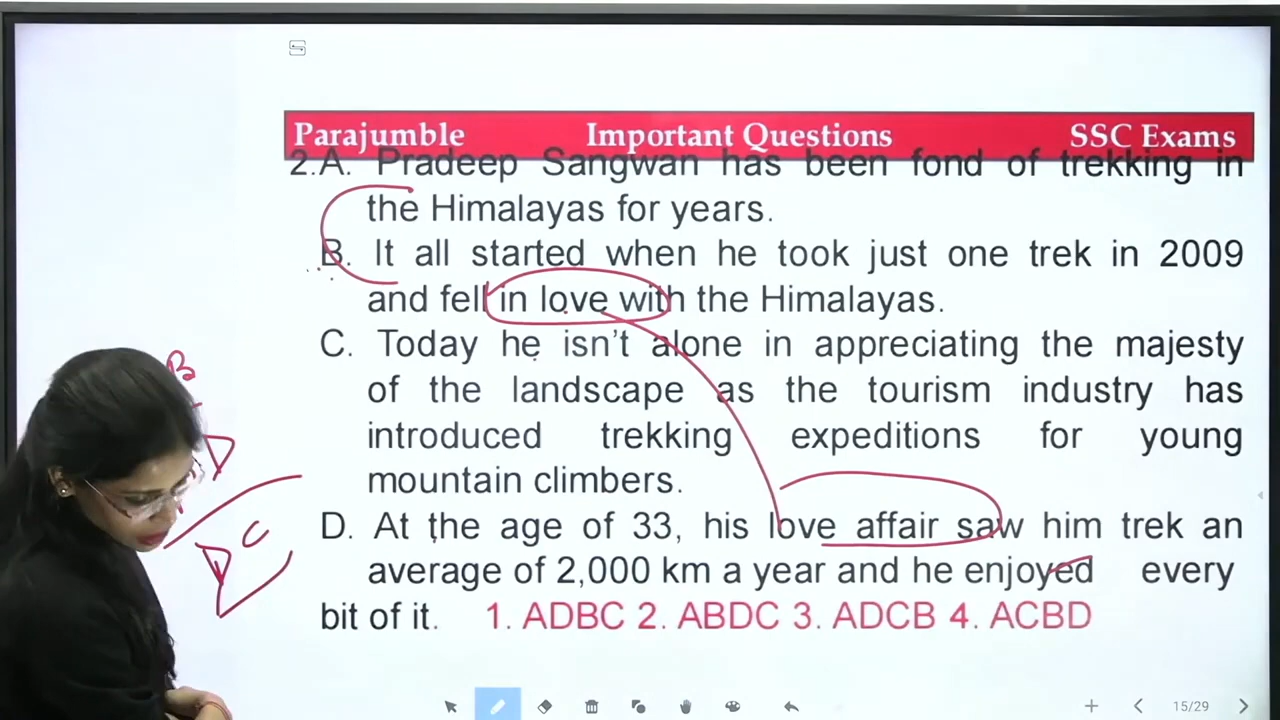 Parajumble Important Questions SSC Exams
2.A. Pradeep Sangwan has been fond of trekking in
the Himalayas for years.
B. It all started when he took just one trek in 2009
and fell in love with the Himalayas.
C. Today he isn't alone in appreciating the majesty
of the landscape as the tourism industry has
introduced trekking expeditions for young
mountain climbers.
D. At the age of 33, his love affair saw him trek an
average of 2,000 km a year and he enjoyed every
bit of it. 1. ADBC 2. ABDC 3. ADCB 4. ACBD
B
D
C
D
15/29